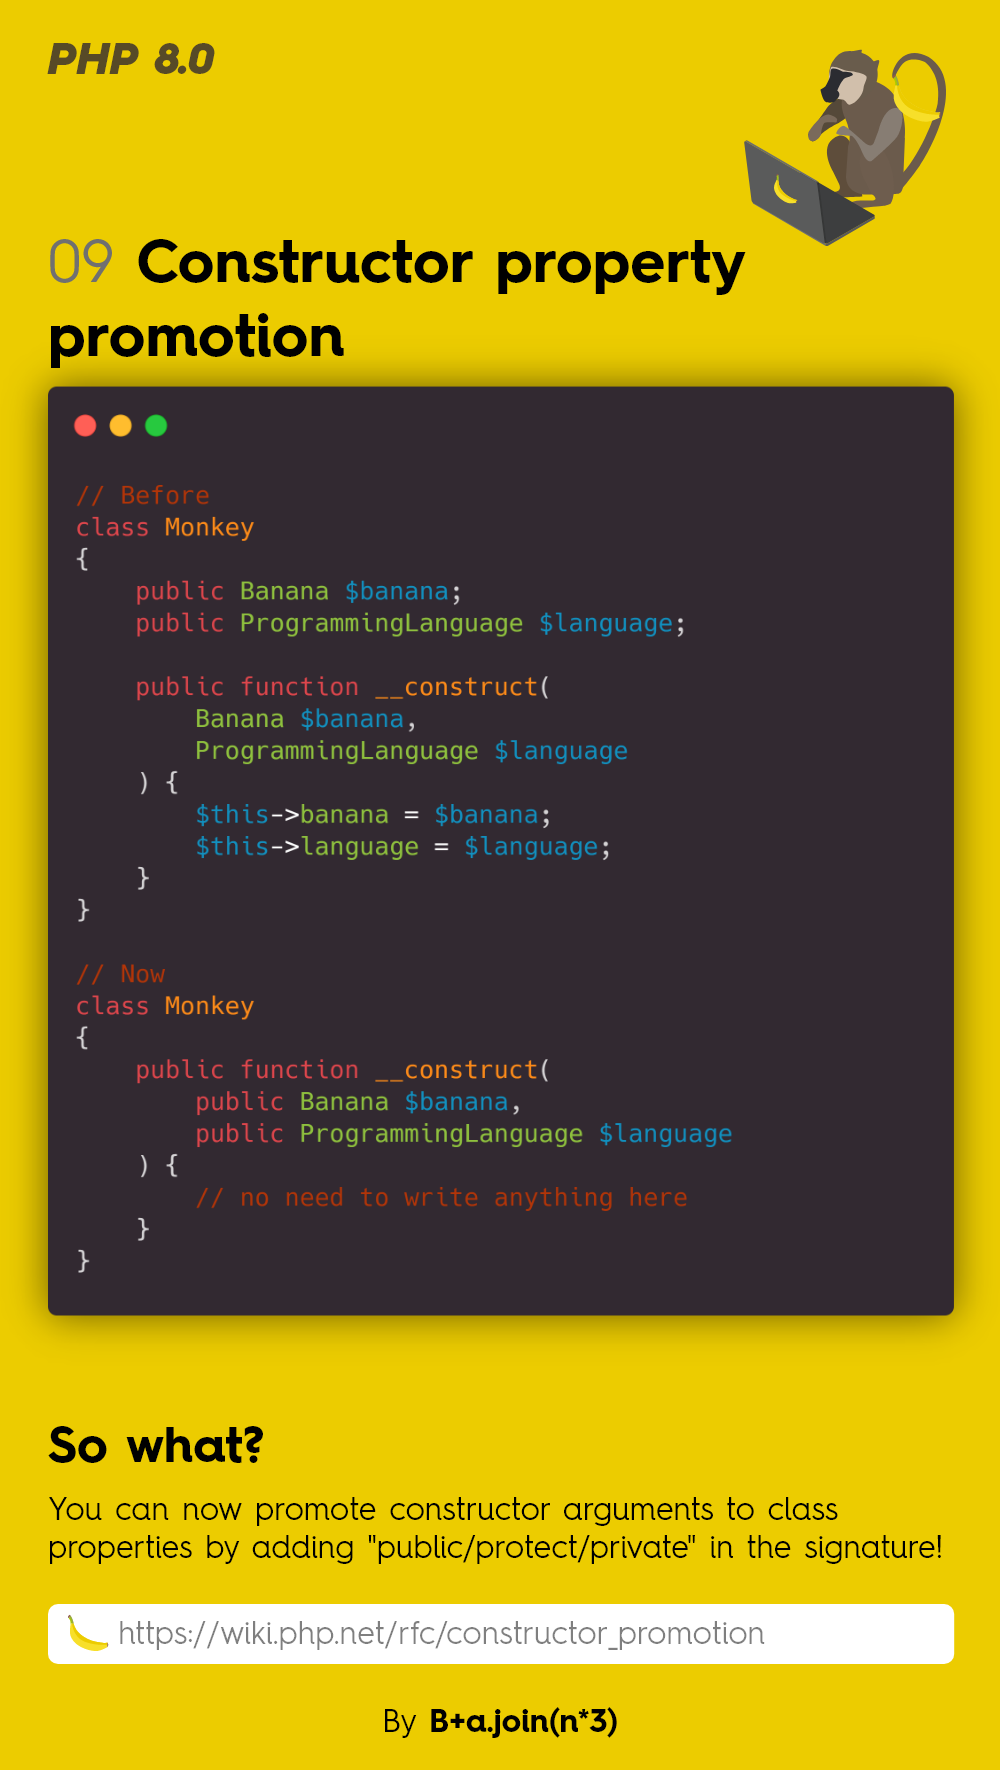 PHP 8.0
09 Constructor property
promotion
// Before
class Monkey
{
    public Banana $banana;
    public ProgrammingLanguage $language;

    public function __construct(
        Banana $banana,
        ProgrammingLanguage $language
    ) {
        $this->banana = $banana;
        $this->language = $language;
    }
}

// Now
class Monkey
{
    public function __construct(
        public Banana $banana,
        public ProgrammingLanguage $language
    ) {
        // no need to write anything here
    }
}
So what?
You can now promote constructor arguments to class
properties by adding "public/protect/private" in the signature!
https://wiki.php.net/rfc/constructor_promotion
By B+a.join(n*3)